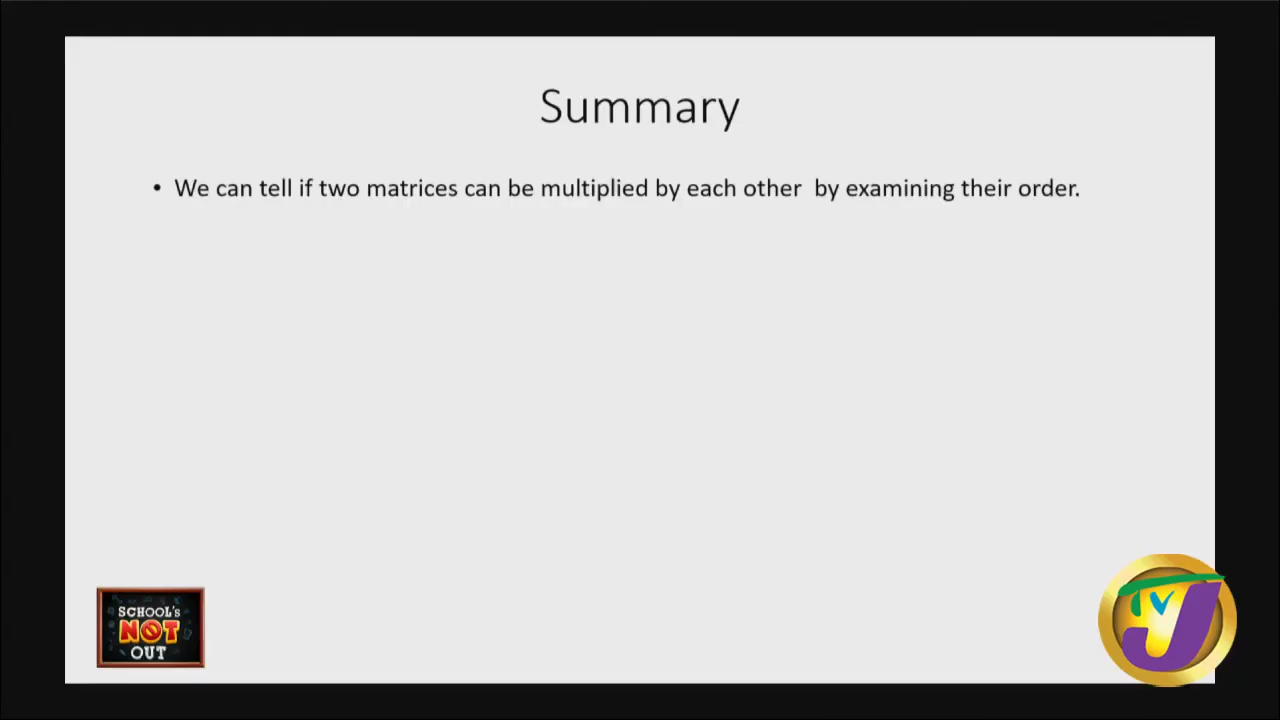 Summary
• We can tell if two matrices can be multiplied by each other  by examining their order.
SCHOOL's
NOT
OUT
TVJ